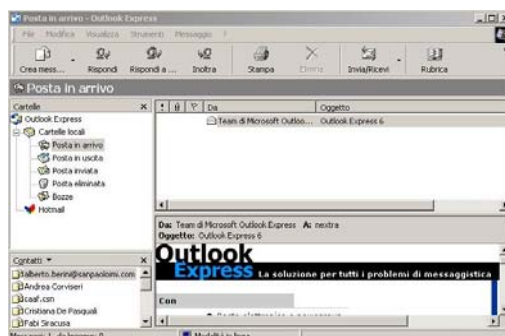 Posta in arrivo - Outlook Express
File Modifica Visualizza Strumenti Messaggio ?
Crea mess... Rispondi Rispondi a ... Inoltra Stampa Elimina Invia/Ricevi Rubrica
Posta in arrivo
Cartelle
Outlook Express
Cartelle locali
Posta in arrivo
Posta in uscita
Posta inviata
Posta eliminata
Bozze
Hotmail
Contatti
alberto.berini@sanpaoloimi.com
Andrea Corviseri
caaf.csn
Cristiana De Pasquali
Fabi Siracusa
! Da Oggetto
Team di Microsoft Outloo... Outlook Express 6
Da: Team di Microsoft Outlook Express A: nextra
Oggetto: Outlook Express 6
Outlook
Express La soluzione per tutti i problemi di messaggistica
Con